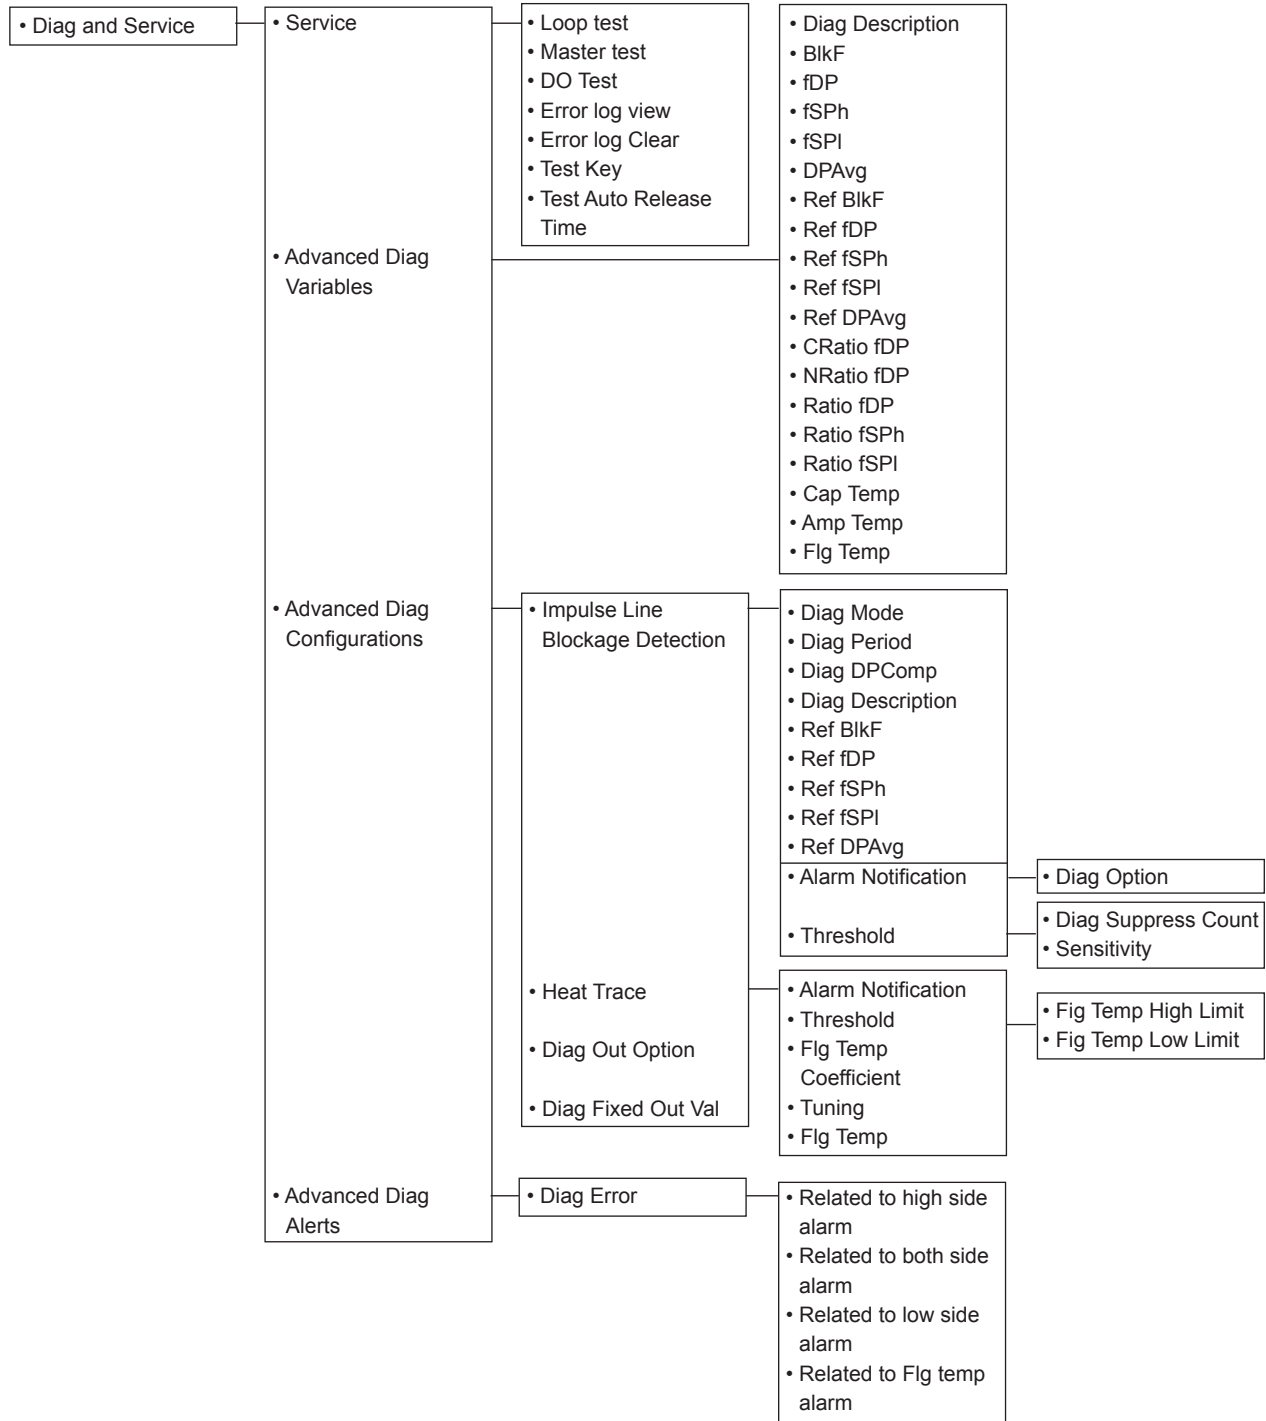 • Diag and Service
• Service
• Advanced Diag
Variables
• Advanced Diag
Configurations
• Advanced Diag
Alerts
• Loop test
• Master test
• DO Test
• Error log view
• Error log Clear
• Test Key
• Test Auto Release
Time
• Diag Description
• BlkF
• fDP
• fSPh
• fSPl
• DPAvg
• Ref BlkF
• Ref fDP
• Ref fSPh
• Ref fSPl
• Ref DPAvg
• CRatio fDP
• NRatio fDP
• Ratio fDP
• Ratio fSPh
• Ratio fSPl
• Cap Temp
• Amp Temp
• Flg Temp
• Impulse Line
Blockage Detection
• Heat Trace
• Diag Out Option
• Diag Fixed Out Val
• Diag Mode
• Diag Period
• Diag DPComp
• Diag Description
• Ref BlkF
• Ref fDP
• Ref fSPh
• Ref fSPl
• Ref DPAvg
• Alarm Notification
• Threshold
• Diag Option
• Diag Suppress Count
• Sensitivity
• Alarm Notification
• Threshold
• Flg Temp
Coefficient
• Tuning
• Flg Temp
• Fig Temp High Limit
• Fig Temp Low Limit
• Diag Error
• Related to high side
alarm
• Related to both side
alarm
• Related to low side
alarm
• Related to Flg temp
alarm